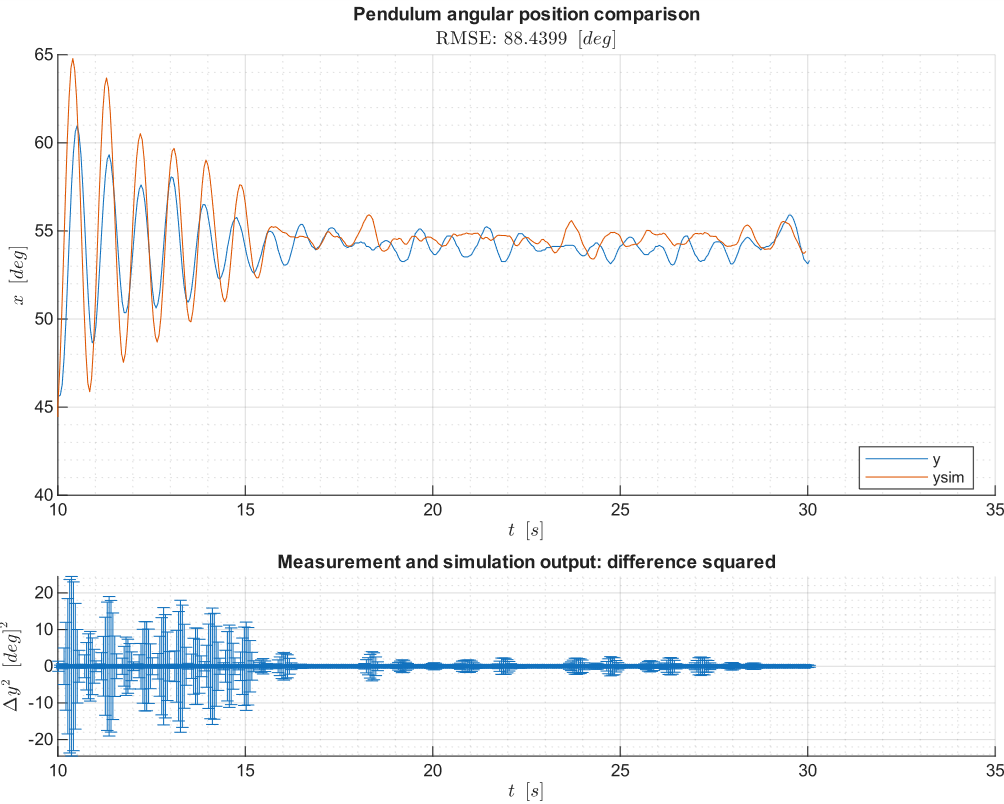 Pendulum angular position comparison
RMSE: 88.4399 [deg]
65
60
55
50
45
40
x [deg]
10 15 20 25 30 35
t [s]
y
ysim
Measurement and simulation output: difference squared
20
10
0
-10
-20
Δy² [deg]²
10 15 20 25 30 35
t [s]